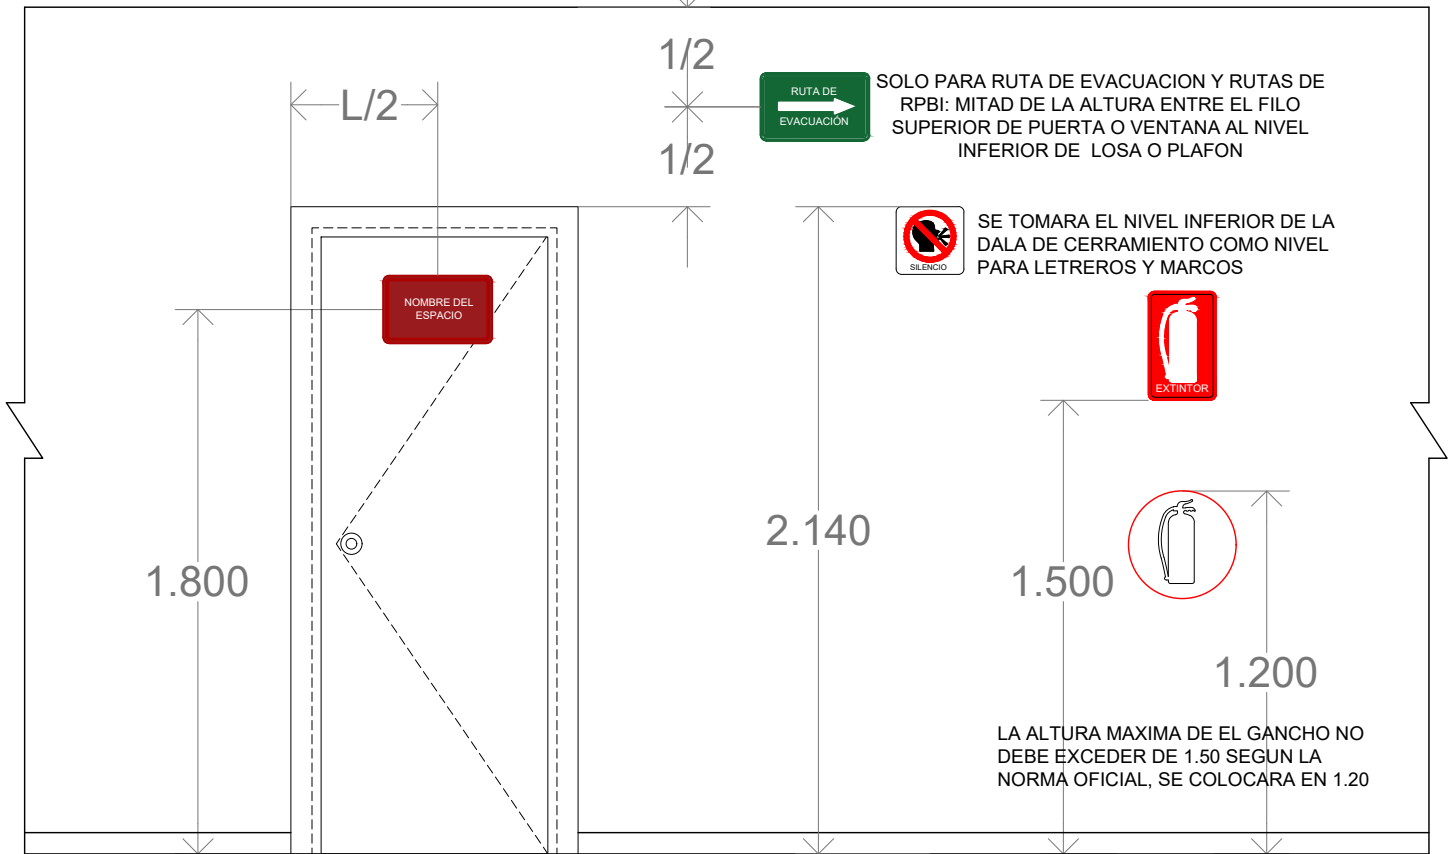 1/2
L/2
1/2
RUTA DE
EVACUACIÓN
SOLO PARA RUTA DE EVACUACION Y RUTAS DE
RPBI: MITAD DE LA ALTURA ENTRE EL FILO
SUPERIOR DE PUERTA O VENTANA AL NIVEL
INFERIOR DE LOSA O PLAFON
SILENCIO
SE TOMARA EL NIVEL INFERIOR DE LA
DALA DE CERRAMIENTO COMO NIVEL
PARA LETREROS Y MARCOS
NOMBRE DEL
ESPACIO
EXTINTOR
2.140
1.800
1.500
1.200
LA ALTURA MAXIMA DE EL GANCHO NO
DEBE EXCEDER DE 1.50 SEGUN LA
NORMA OFICIAL, SE COLOCARA EN 1.20